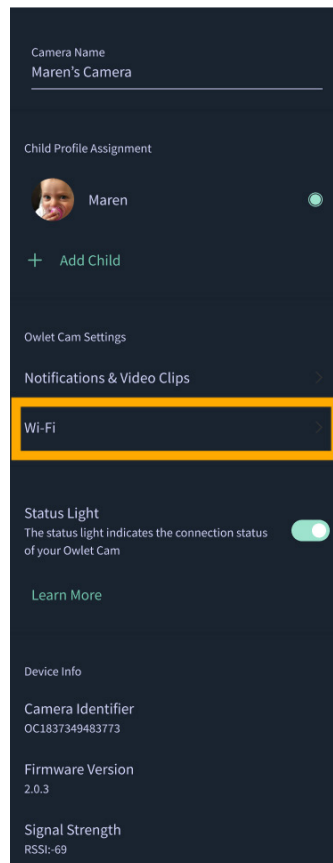 Camera Name
Maren’s Camera
Child Profile Assignment
Maren
+ Add Child
Owlet Cam Settings
Notifications & Video Clips
Wi-Fi
Status Light
The status light indicates the connection status
of your Owlet Cam
Learn More
Device Info
Camera Identifier
OC1837349483773
Firmware Version
2.0.3
Signal Strength
RSSI:-69